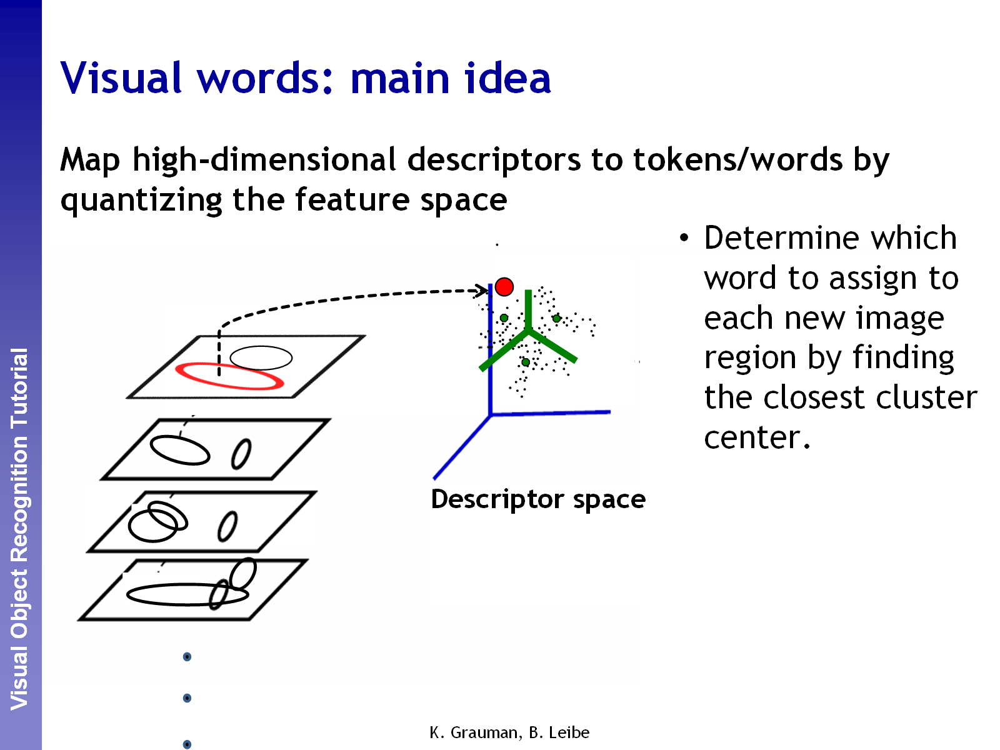 Visual words: main idea
Map high-dimensional descriptors to tokens/words by
quantizing the feature space
• Determine which
word to assign to
each new image
region by finding
the closest cluster
center.
Descriptor space
Visual Object Recognition Tutorial
K. Grauman, B. Leibe